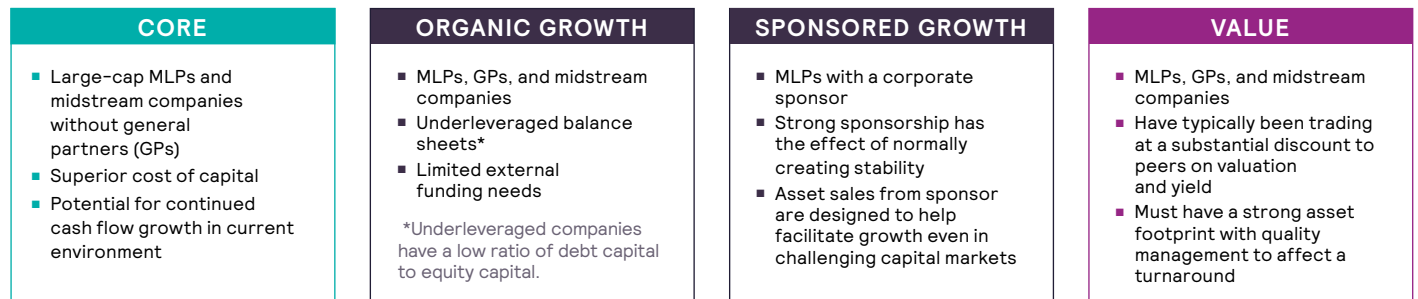 CORE
■ Large-cap MLPs and
midstream companies
without general
partners (GPs)
■ Superior cost of capital
■ Potential for continued
cash flow growth in current
environment
ORGANIC GROWTH
■ MLPs, GPs, and midstream
companies
■ Underleveraged balance
sheets*
■ Limited external
funding needs
*Underleveraged companies
have a low ratio of debt capital
to equity capital.
SPONSORED GROWTH
■ MLPs with a corporate
sponsor
■ Strong sponsorship has
the effect of normally
creating stability
■ Asset sales from sponsor
are designed to help
facilitate growth even in
challenging capital markets
VALUE
■ MLPs, GPs, and midstream
companies
■ Have typically been trading
at a substantial discount to
peers on valuation
and yield
■ Must have a strong asset
footprint with quality
management to affect a
turnaround